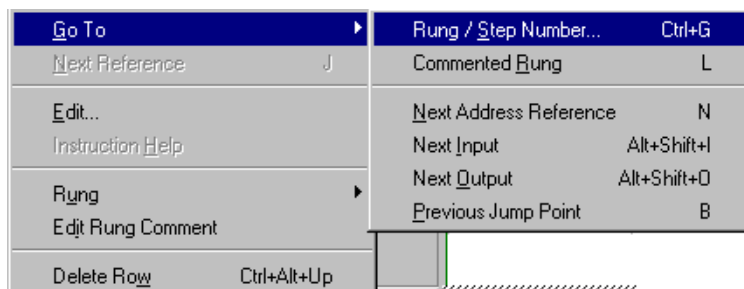 Go To
Next Reference J
Edit...
Instruction Help
Rung
Edit Rung Comment
Delete Row Ctrl+Alt+Up
Rung / Step Number... Ctrl+G
Commented Rung L
Next Address Reference N
Next Input Alt+Shift+I
Next Output Alt+Shift+O
Previous Jump Point B